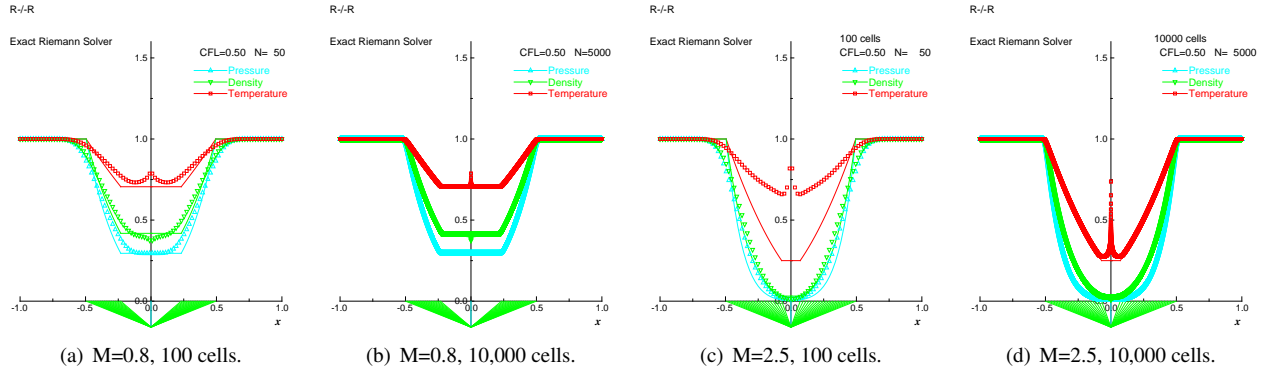 R-/-R
Exact Riemann Solver
CFL=0.50 N= 50
Pressure
Density
Temperature
1.5
1.0
0.5
0.0
-1.0 -0.5 0.0 0.5 1.0
x
(a) M=0.8, 100 cells.
R-/-R
Exact Riemann Solver
CFL=0.50 N=5000
Pressure
Density
Temperature
1.5
1.0
0.5
0.0
-1.0 -0.5 0.0 0.5 1.0
x
(b) M=0.8, 10,000 cells.
R-/-R
Exact Riemann Solver
100 cells
CFL=0.50 N= 50
Pressure
Density
Temperature
1.5
1.0
0.5
0.0
-1.0 -0.5 0.0 0.5 1.0
x
(c) M=2.5, 100 cells.
R-/-R
Exact Riemann Solver
10000 cells
CFL=0.50 N= 5000
Pressure
Density
Temperature
1.5
1.0
0.5
0.0
-1.0 -0.5 0.0 0.5 1.0
x
(d) M=2.5, 10,000 cells.